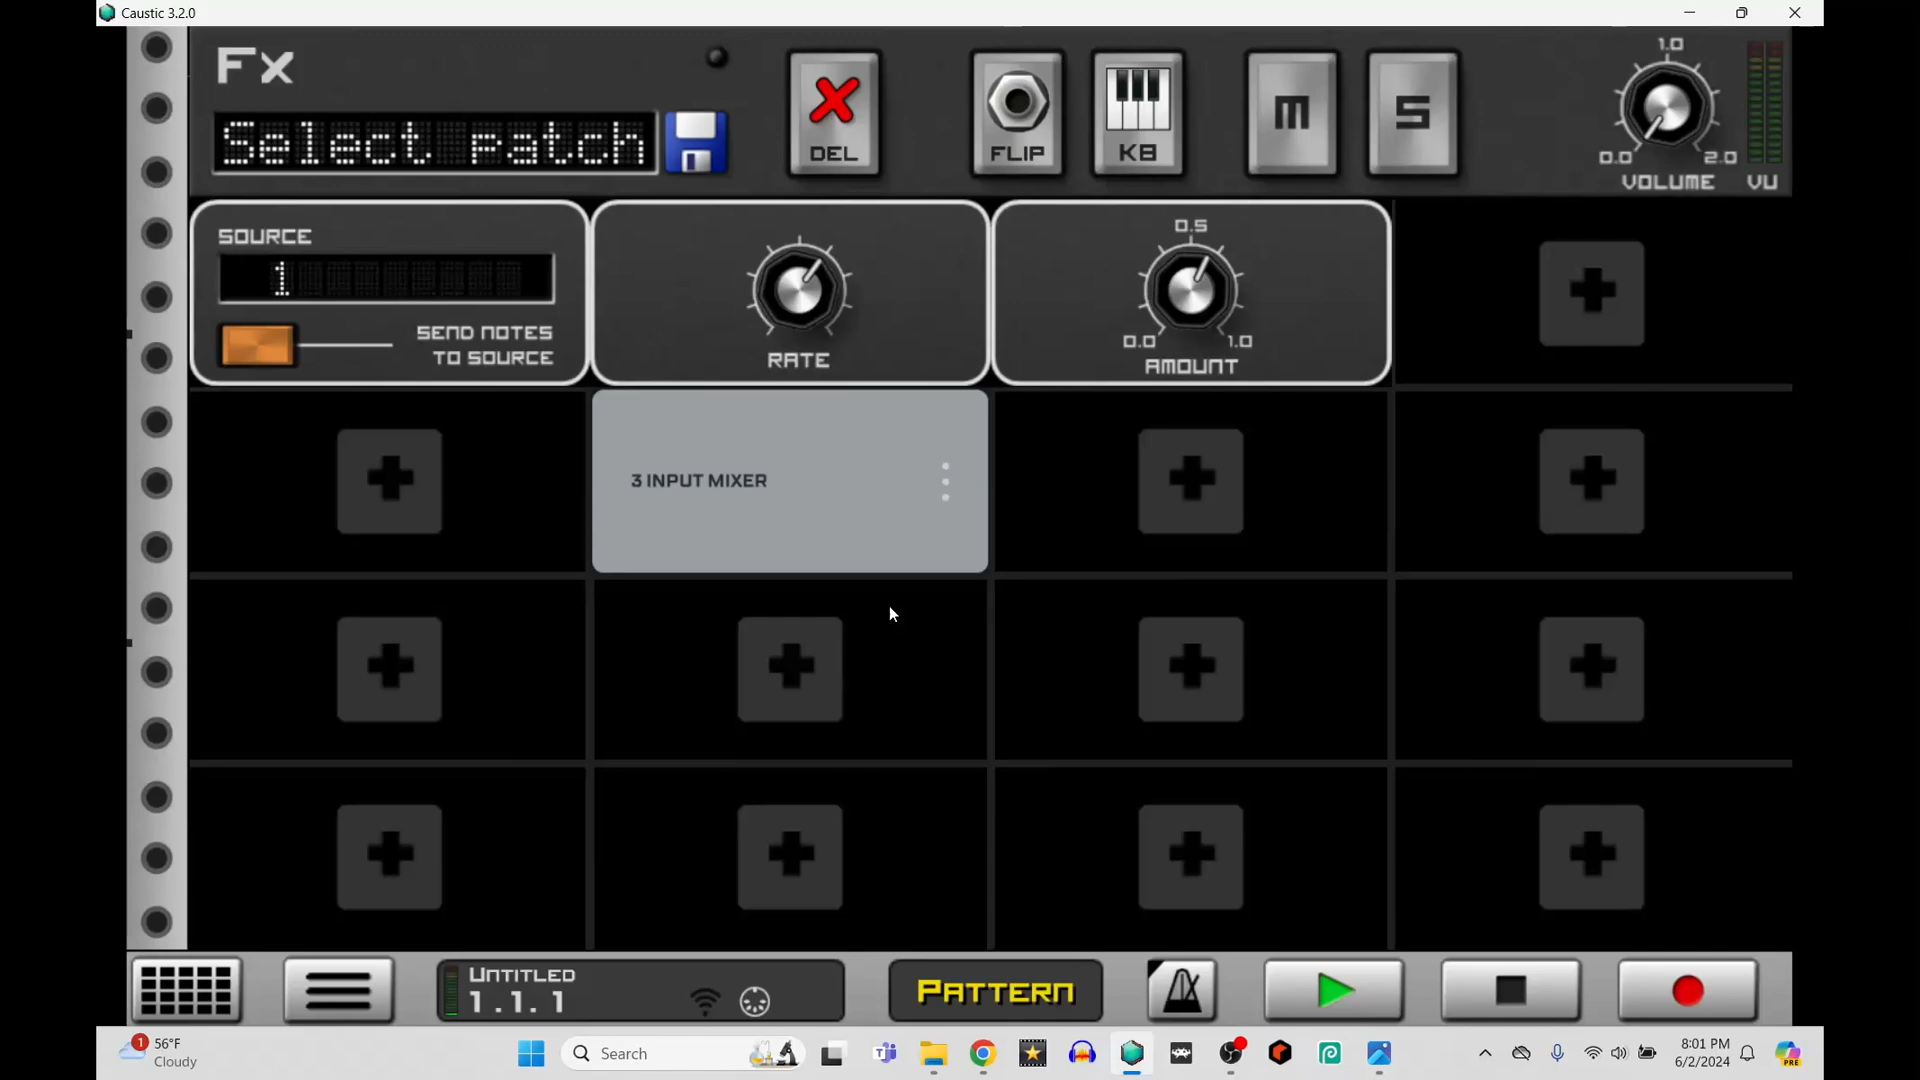 Caustic 3.2.0
Fx
Select patch
DEL
FLIP
KB
M
S
1.0
0.0
2.0
VOLUME
VU
SOURCE
1
SEND NOTES
TO SOURCE
RATE
0.5
0.0
1.0
AMOUNT
3 INPUT MIXER
UNTITLED
1.1.1
PATTERN
1
56°F
Cloudy
Search
PRE
8:01 PM
6/2/2024